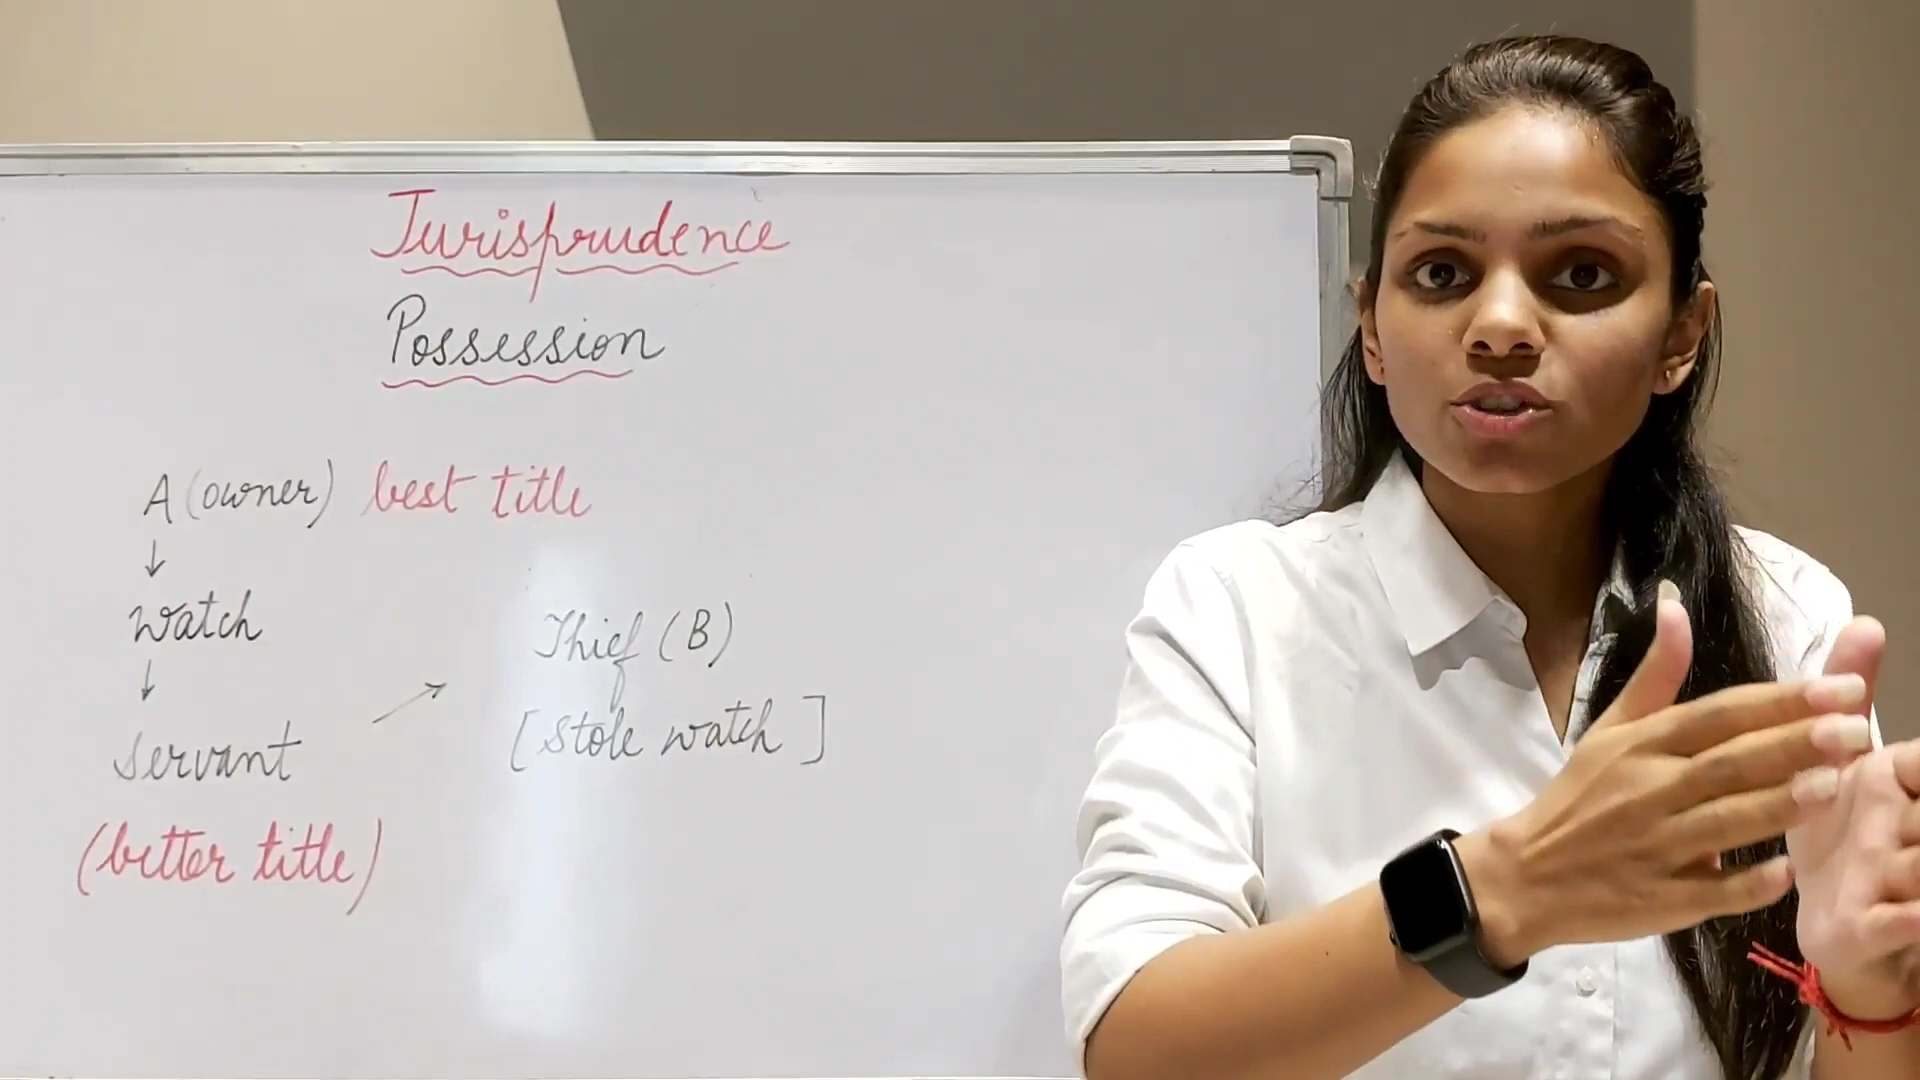 Jurisprudence
Possession
A (owner) best title
↓
watch
↓
servant
(better title)
→
Thief (B)
[stole watch]